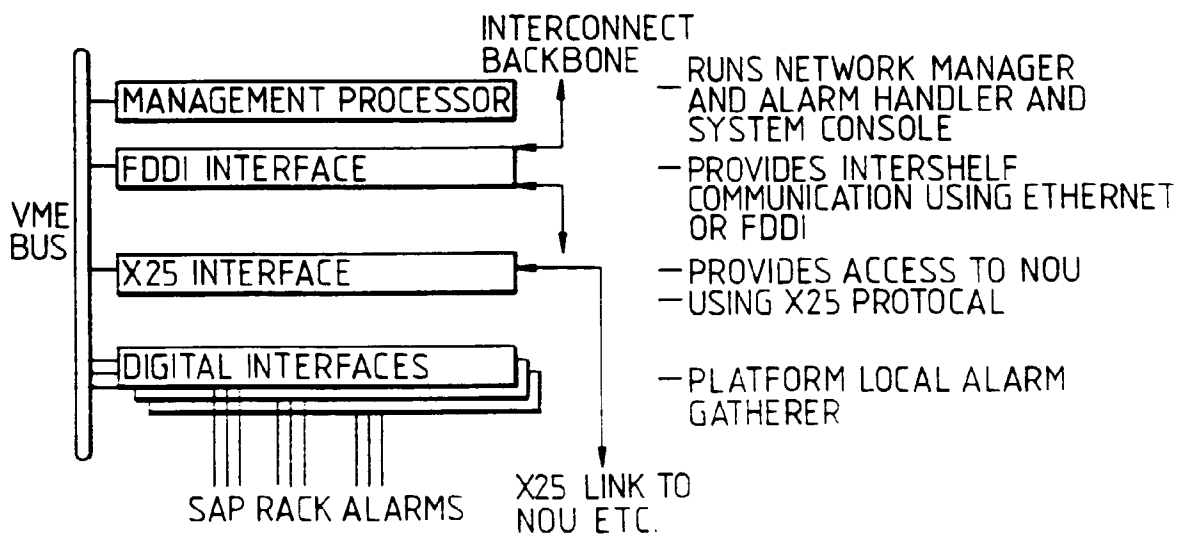 INTERCONNECT
BACKBONE
MANAGEMENT PROCESSOR
— RUNS NETWORK MANAGER
AND ALARM HANDLER AND
SYSTEM CONSOLE
FDDI INTERFACE
— PROVIDES INTERSHELF
COMMUNICATION USING ETHERNET
OR FDDI
VME
BUS
X25 INTERFACE
— PROVIDES ACCESS TO NOU
— USING X25 PROTOCAL
DIGITAL INTERFACES
— PLATFORM LOCAL ALARM
GATHERER
SAP RACK ALARMS
X25 LINK TO
NOU ETC.